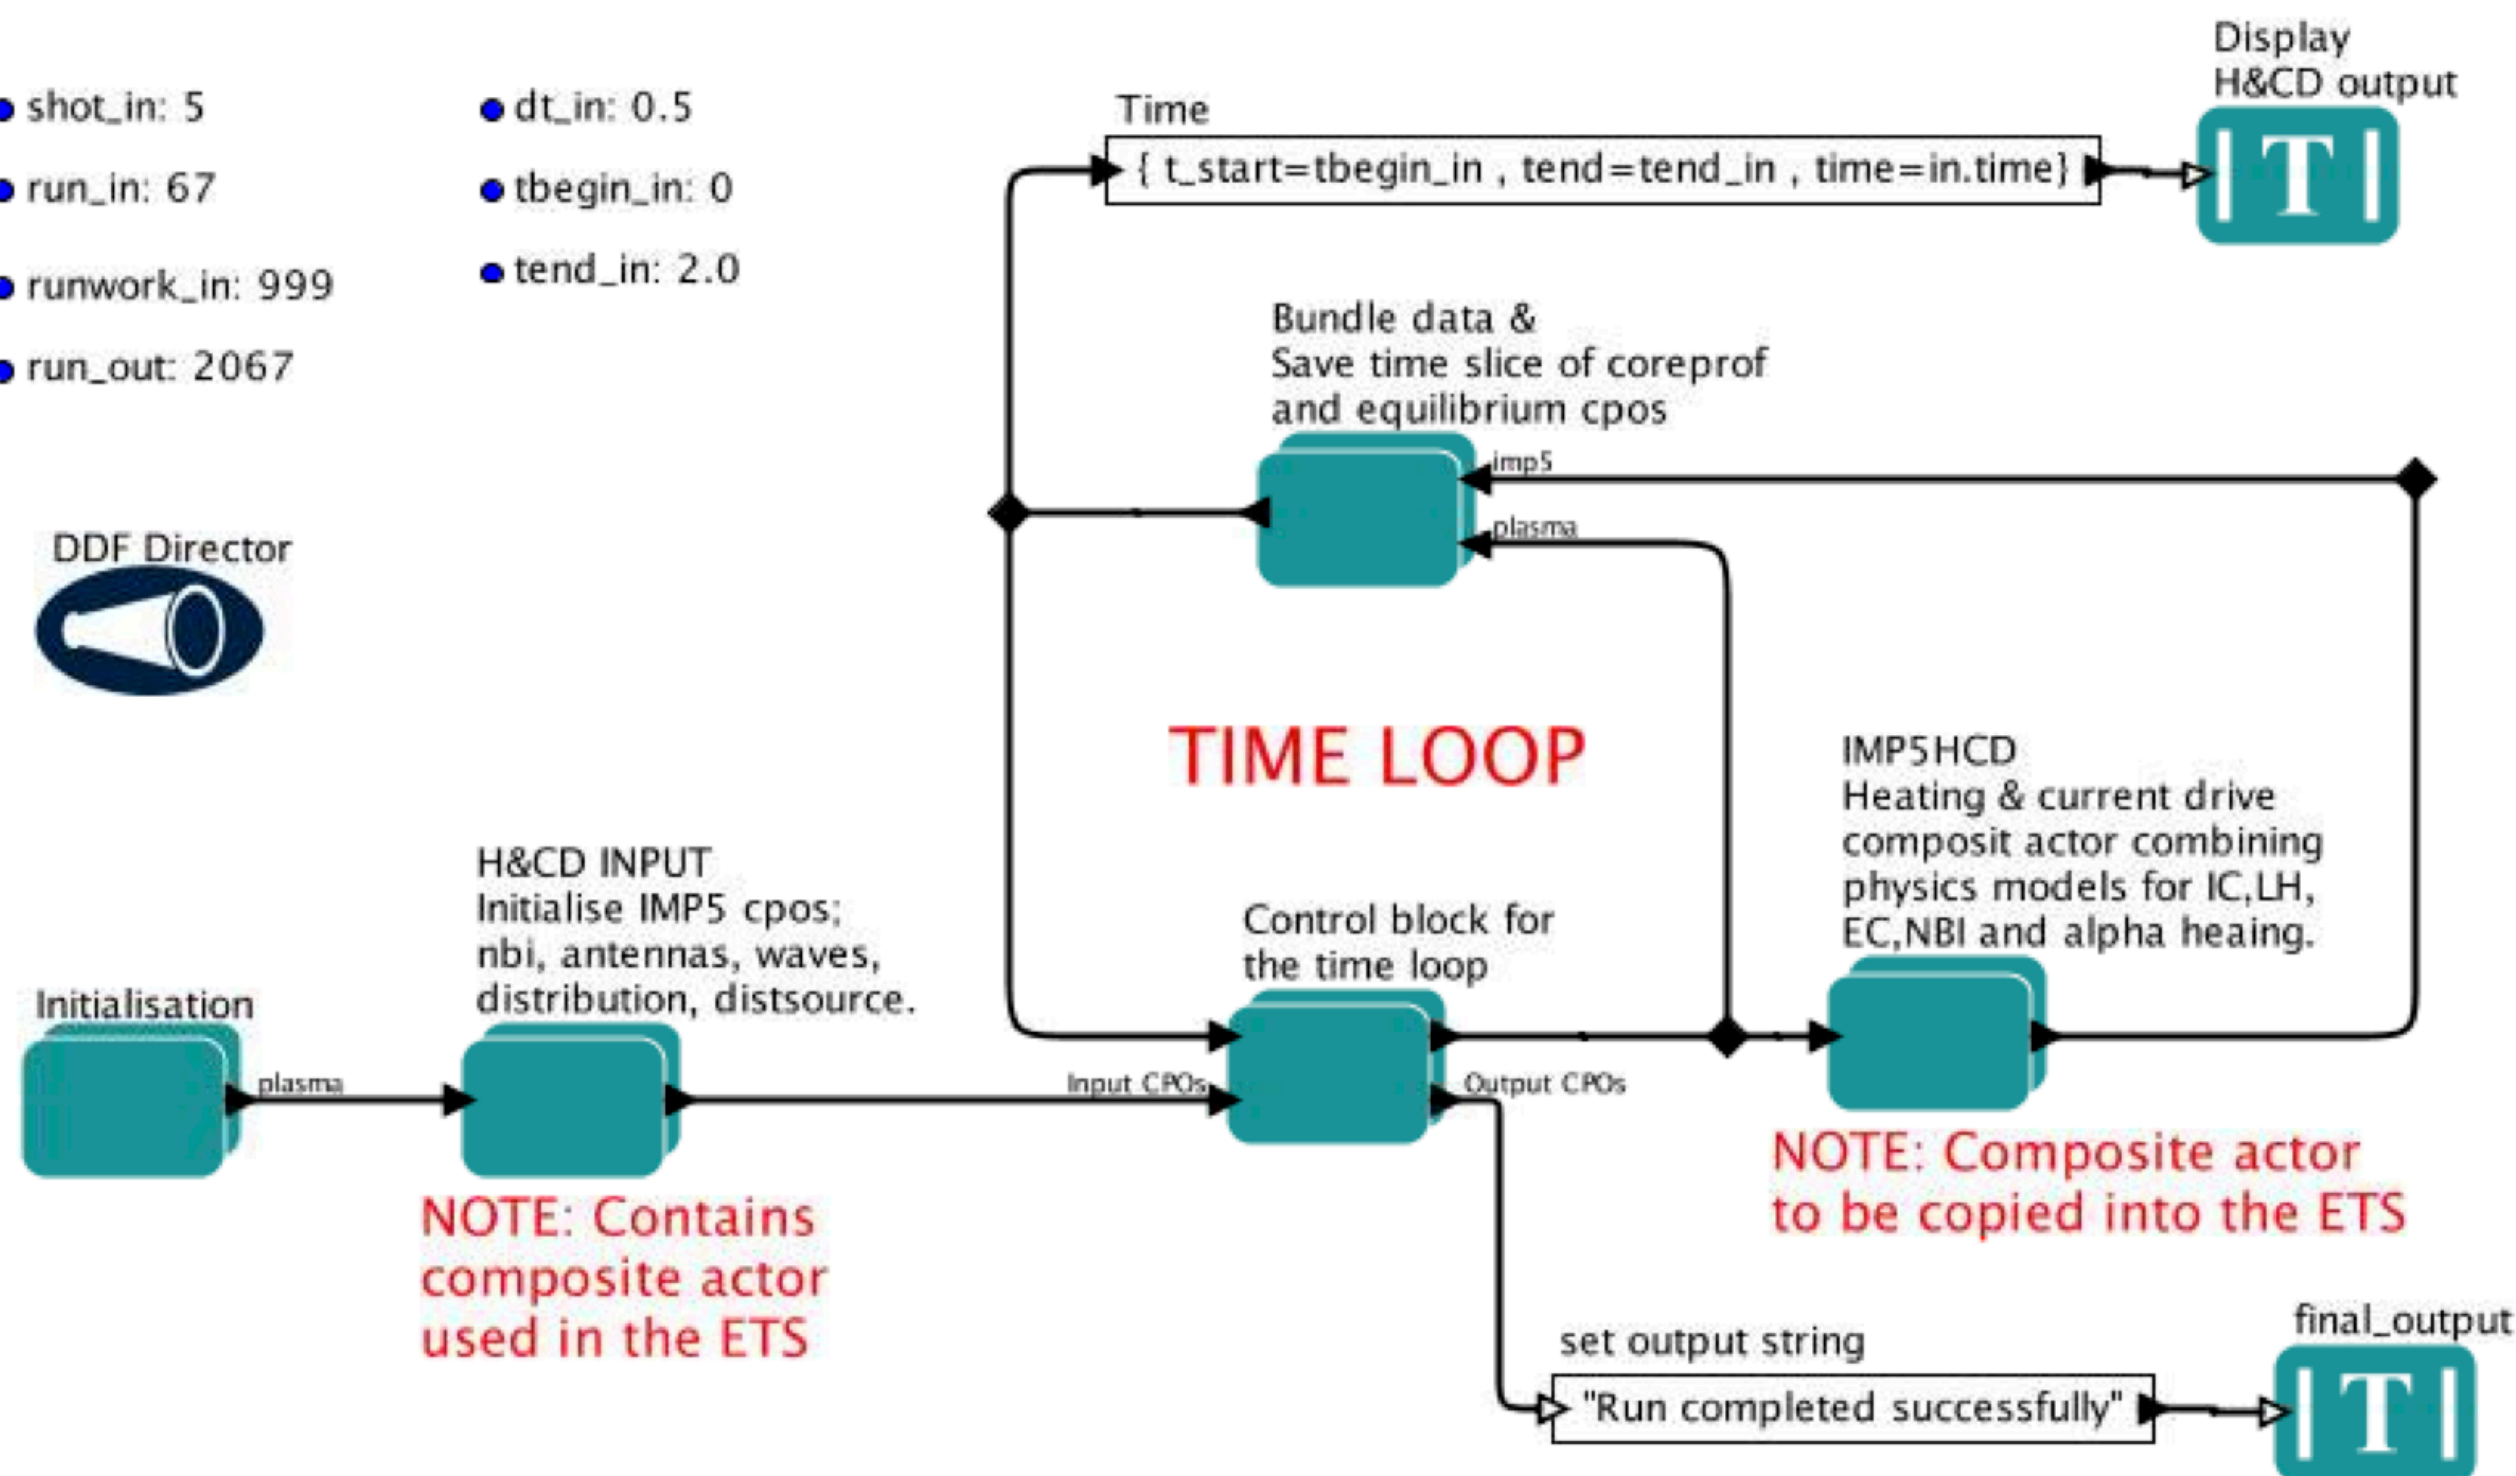 shot_in: 5
run_in: 67
runwork_in: 999
run_out: 2067
dt_in: 0.5
tbegin_in: 0
tend_in: 2.0
DDF Director
Time
{ t_start=tbegin_in , tend=tend_in , time=in.time}
Display
H&CD output
T
Bundle data &
Save time slice of coreprof
and equilibrium cpos
imp5
plasma
TIME LOOP
IMP5HCD
Heating & current drive
composit actor combining
physics models for IC,LH,
EC,NBI and alpha heaing.
Control block for
the time loop
H&CD INPUT
Initialise IMP5 cpos;
nbi, antennas, waves,
distribution, distsource.
Initialisation
plasma
Input CPOs
Output CPOs
NOTE: Contains
composite actor
used in the ETS
NOTE: Composite actor
to be copied into the ETS
set output string
"Run completed successfully"
final_output
T